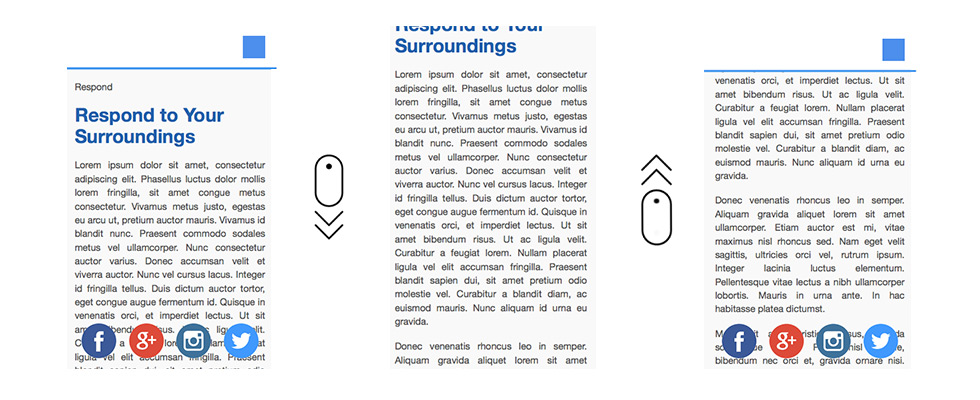 Respond
Respond to Your
Surroundings
Lorem ipsum dolor sit amet, consectetur
adipiscing elit. Phasellus luctus dolor massa
lorem fringilla, sit amet congue metus
consectetur. Vivamus metus justo, egestas
eu arcu ut, pretium auctor mauris. Vivamus id
blandit nunc. Praesent commodo sodales
metus vel ullamcorper. Nunc consectetur
auctor varius. Donec accumsan velit et
viverra auctor. Nunc vel cursus lacus. Integer
id fringilla tellus. Duis dictum auctor tortor,
eget congue augue fermentum id. Quisque in
venenatis orci, et imperdiet lectus. Ut sit
a
ligula vel elit accumsan fringilla. Praesent
blandit sapien dui, sit amet pretium odio
f
g+
Respond to Your
Surroundings
Lorem ipsum dolor sit amet, consectetur
adipiscing elit. Phasellus luctus dolor massa
lorem fringilla, sit amet congue metus
consectetur. Vivamus metus justo, egestas
eu arcu ut, pretium auctor mauris. Vivamus id
blandit nunc. Praesent commodo sodales
metus vel ullamcorper. Nunc consectetur
auctor varius. Donec accumsan velit et
viverra auctor. Nunc vel cursus lacus. Integer
id fringilla tellus. Duis dictum auctor tortor,
eget congue augue fermentum id. Quisque in
venenatis orci, et imperdiet lectus. Ut sit
amet bibendum risus. Ut ac ligula velit.
Curabitur a feugiat lorem. Nullam placerat
ligula vel elit accumsan fringilla. Praesent
blandit sapien dui, sit amet pretium odio
molestie vel. Curabitur a blandit diam, ac
euismod mauris. Nunc aliquam id urna eu
gravida.
Donec venenatis rhoncus leo in semper.
Aliquam gravida aliquet lorem sit amet
venenatis orci, et imperdiet lectus. Ut sit
amet bibendum risus. Ut ac ligula velit.
Curabitur a feugiat lorem. Nullam placerat
ligula vel elit accumsan fringilla. Praesent
blandit sapien dui, sit amet pretium odio
molestie vel. Curabitur a blandit diam, ac
euismod mauris. Nunc aliquam id urna eu
gravida.
Donec venenatis rhoncus leo in semper.
Aliquam gravida aliquet lorem sit amet
ullamcorper. Etiam auctor est mi, vitae
maximus nisl rhoncus sed. Nam eget velit
sagittis, ultricies orci vel, rutrum ipsum.
Integer lacinia luctus elementum.
Pellentesque vitae lectus a nibh ullamcorper
lobortis. Mauris in urna ante. In hac
habitasse platea dictumst.
nisl
bibendum nec orci et, gravida ornare nisi.
f
g+